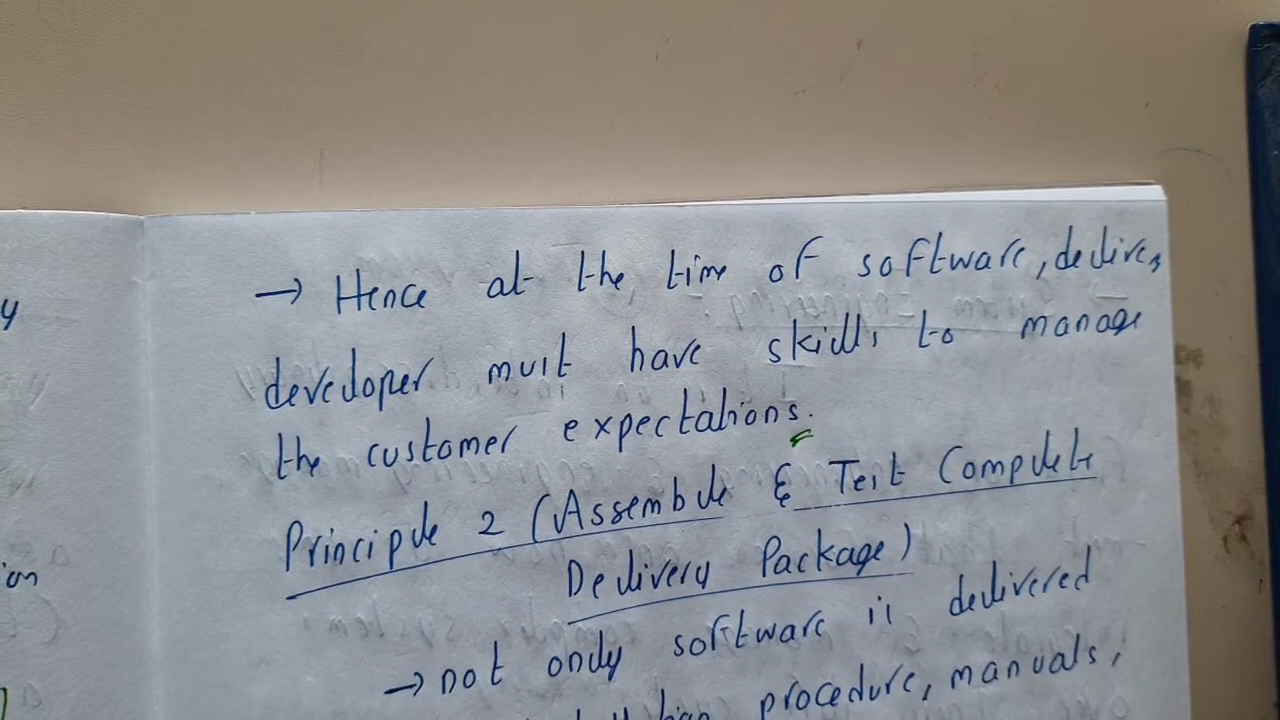 → Hence at the time of software, delivery
developer must have skills to manage
the customer expectations.
Principle 2 (Assemble & Test Complete
Delivery Package)
→ not only software is delivered
procedure, manuals,
y
ion